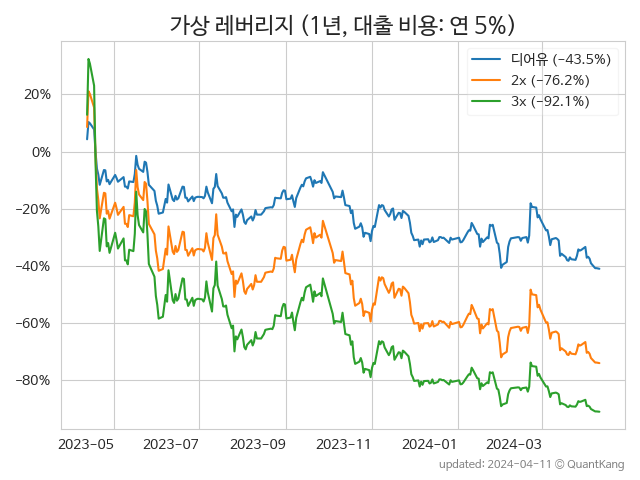 가상 레버리지 (1년, 대출 비용: 연 5%)
디어유 (−43.5%)
2x (−76.2%)
3x (−92.1%)
20%
0%
−20%
−40%
−60%
−80%
2023−05 2023−07 2023−09 2023−11 2024−01 2024−03
updated: 2024−04−11 © QuantKang